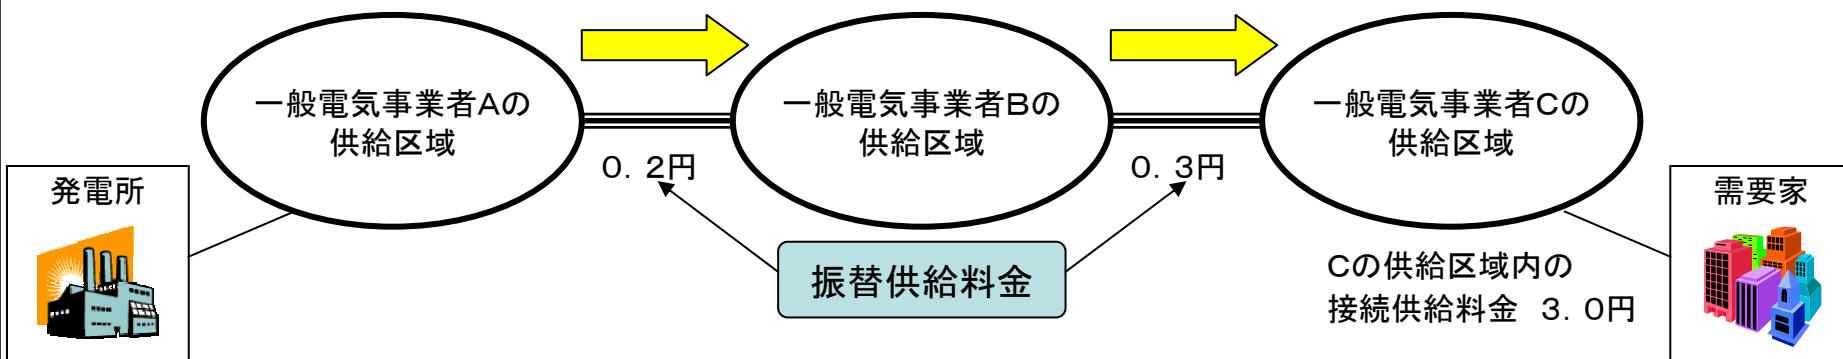 一般電気事業者Aの
供給区域
一般電気事業者Bの
供給区域
一般電気事業者Cの
供給区域
0.2円
0.3円
発電所
需要家
振替供給料金
Cの供給区域内の
接続供給料金 3.0円